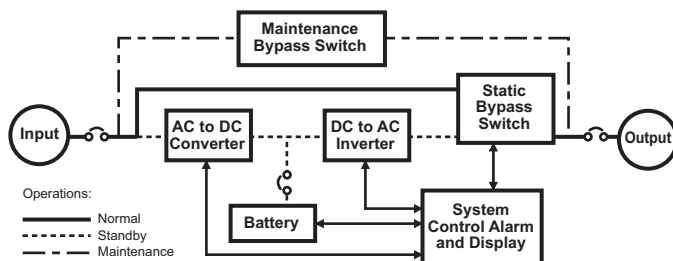 Maintenance
Bypass Switch
Static
Bypass
Switch
Input
AC to DC
Converter
DC to AC
Inverter
Output
Operations:
Normal
Standby
Maintenance
Battery
System
Control Alarm
and Display